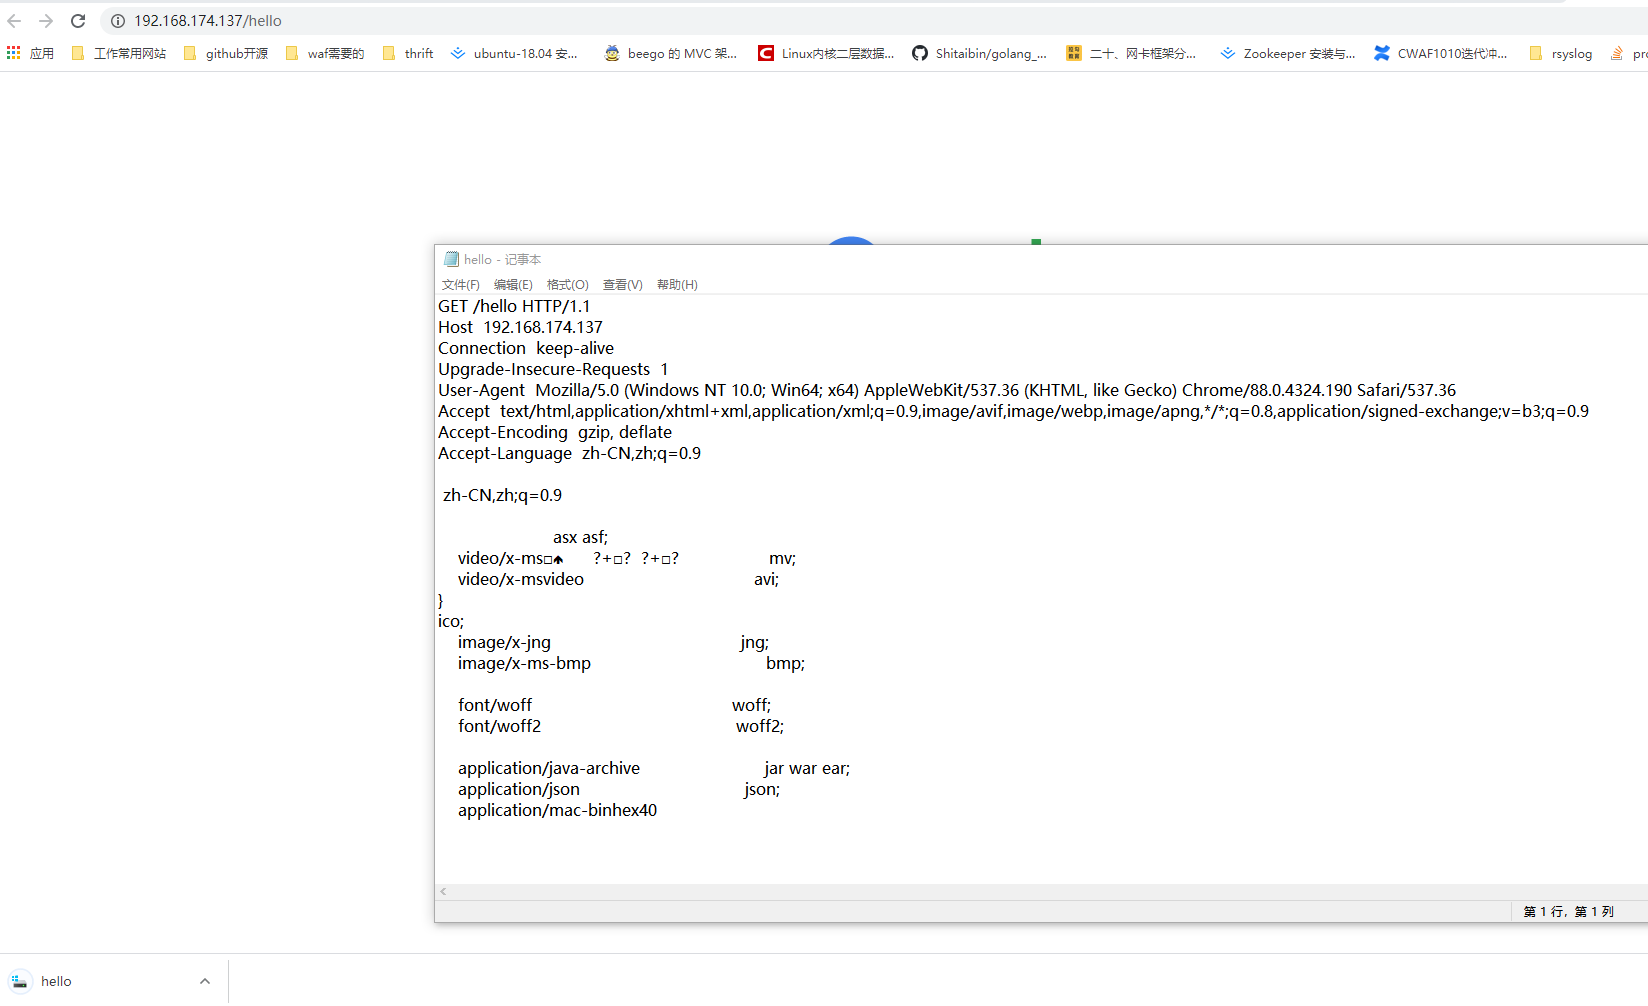 192.168.174.137/hello
应用 工作常用网站 github开源 waf需要的 thrift ubuntu-18.04 安... beego 的 MVC 架... Linux内核二层数据... Shitaibin/golang_... 二十、网卡框架分... Zookeeper 安装与... CWAF1010迭代冲... rsyslog pro
hello - 记事本
文件(F) 编辑(E) 格式(O) 查看(V) 帮助(H)
GET /hello HTTP/1.1
Host  192.168.174.137
Connection  keep-alive
Upgrade-Insecure-Requests  1
User-Agent  Mozilla/5.0 (Windows NT 10.0; Win64; x64) AppleWebKit/537.36 (KHTML, like Gecko) Chrome/88.0.4324.190 Safari/537.36
Accept  text/html,application/xhtml+xml,application/xml;q=0.9,image/avif,image/webp,image/apng,*/*;q=0.8,application/signed-exchange;v=b3;q=0.9
Accept-Encoding  gzip, deflate
Accept-Language  zh-CN,zh;q=0.9
zh-CN,zh;q=0.9
asx asf;
video/x-ms□♠ ?+□? ?+□? mv;
video/x-msvideo avi;
}
ico;
image/x-jng jng;
image/x-ms-bmp bmp;
font/woff woff;
font/woff2 woff2;
application/java-archive jar war ear;
application/json json;
application/mac-binhex40
第 1 行，第 1 列
hello